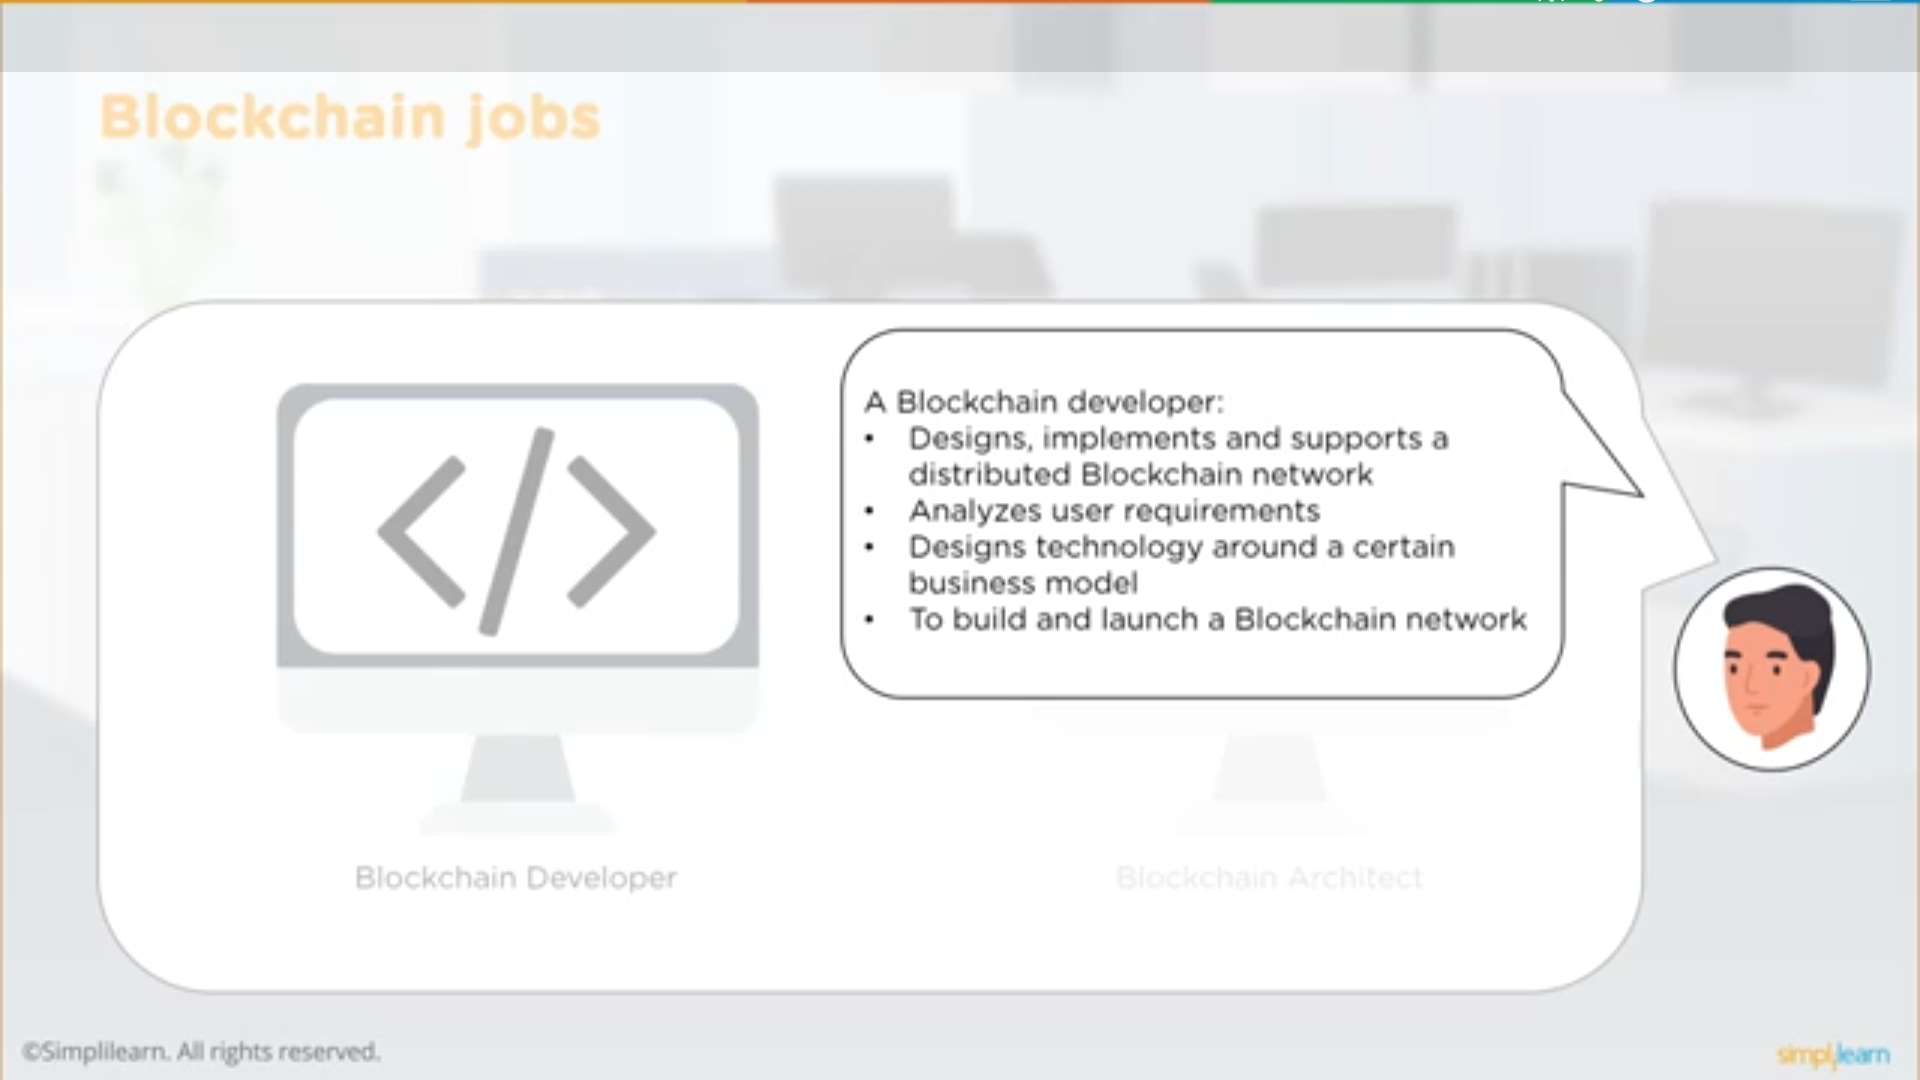 Blockchain jobs
A Blockchain developer:
• Designs, implements and supports a
distributed Blockchain network
• Analyzes user requirements
• Designs technology around a certain
business model
• To build and launch a Blockchain network
</>
Blockchain Developer
Blockchain Architect
©Simplilearn. All rights reserved.
simplilearn